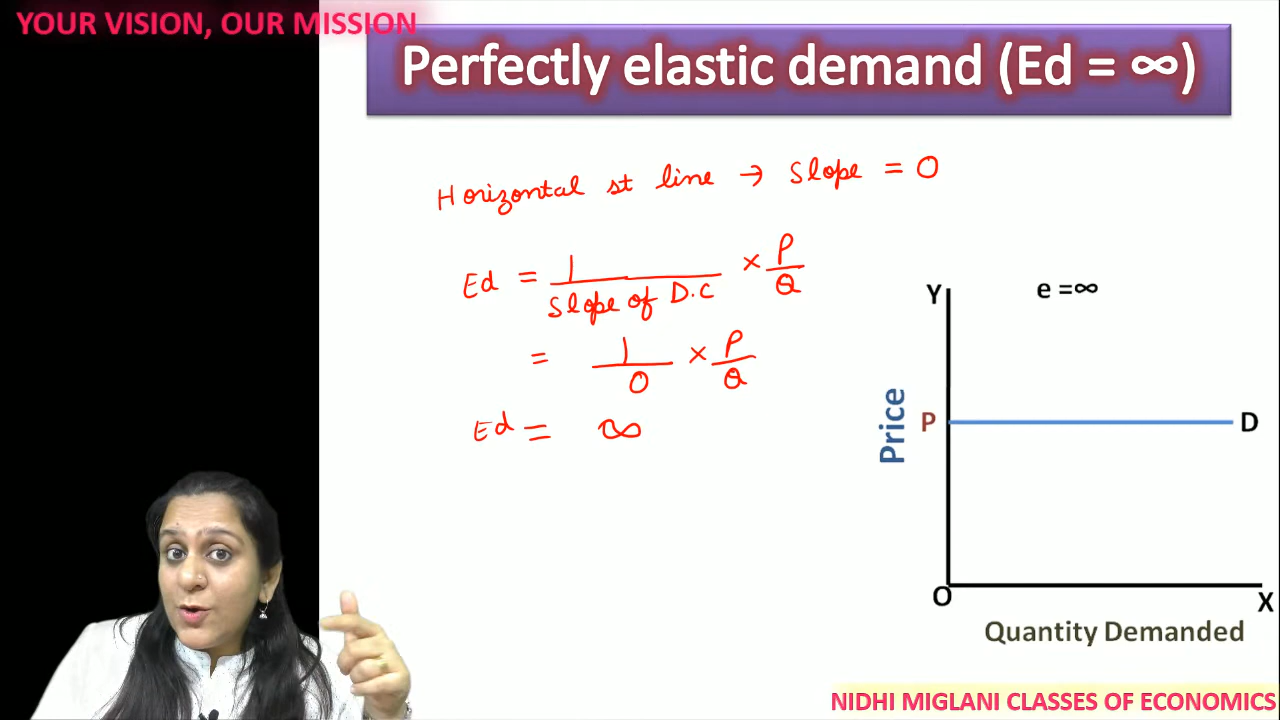 YOUR VISION, OUR MISSION
Perfectly elastic demand (Ed = ∞)
Horizontal st line → Slope = 0
Ed = 1 / Slope of D.C × P / Q
= 1 / 0 × P / Q
Ed = ∞
Y
e =∞
Price
P
D
O
X
Quantity Demanded
NIDHI MIGLANI CLASSES OF ECONOMICS